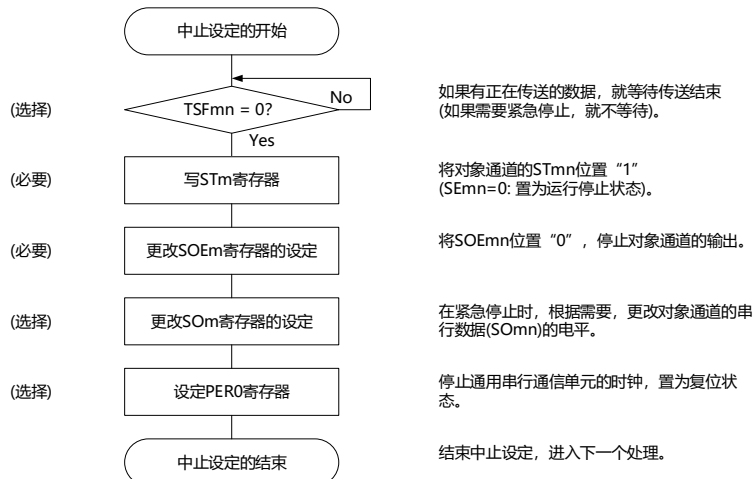 中止设定的开始
(选择)
TSFmn = 0?
No
如果有正在传送的数据，就等待传送结束
(如果需要紧急停止，就不等待)。
Yes
(必要)
写STm寄存器
将对象通道的STmn位置“1”
(SEmn=0: 置为运行停止状态)。
(必要)
更改SOEm寄存器的设定
将SOEmn位置“0”，停止对象通道的输出。
(选择)
更改SOm寄存器的设定
在紧急停止时，根据需要，更改对象通道的串
行数据(SOmn)的电平。
(选择)
设定PER0寄存器
停止通用串行通信单元的时钟，置为复位状
态。
中止设定的结束
结束中止设定，进入下一个处理。